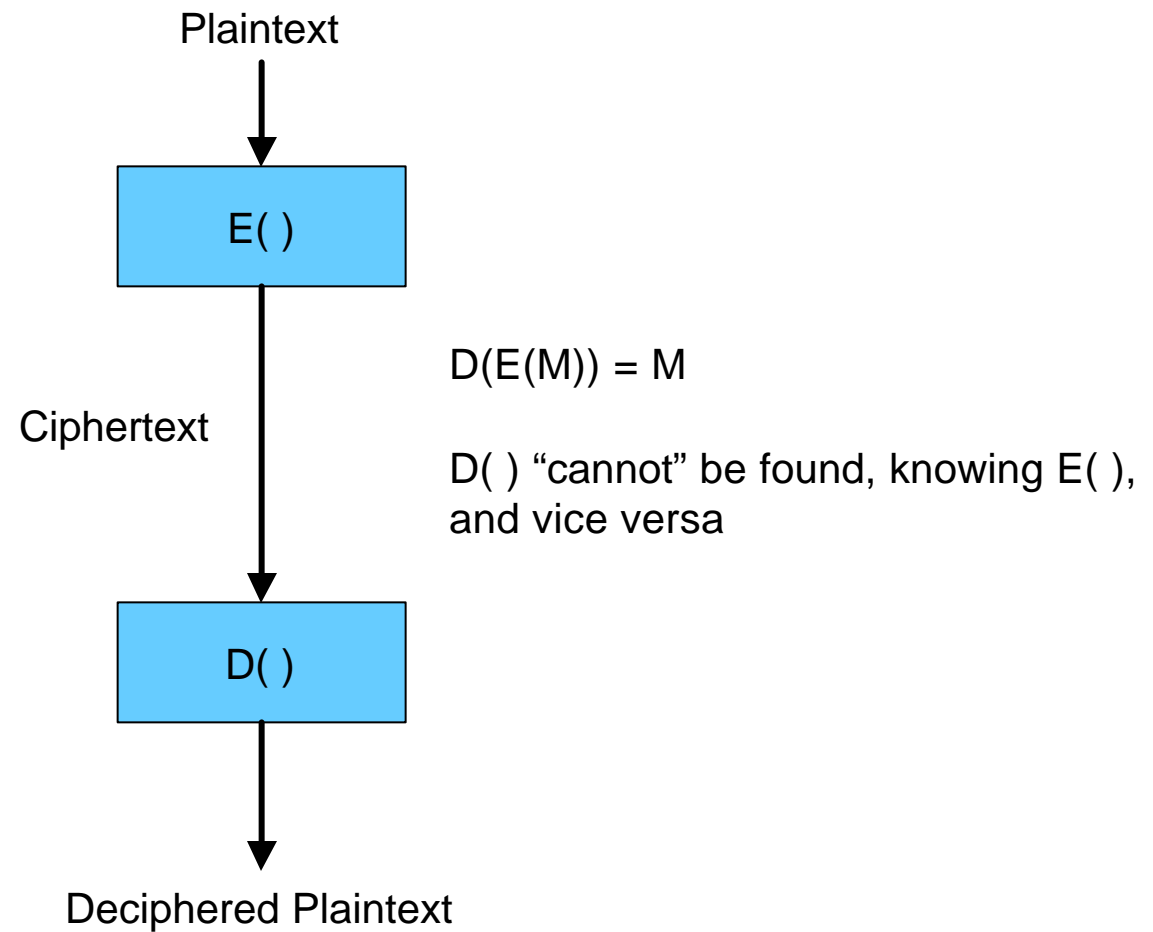 Plaintext
E( )
D(E(M)) = M
Ciphertext
D( ) “cannot” be found, knowing E( ),
and vice versa
D( )
Deciphered Plaintext